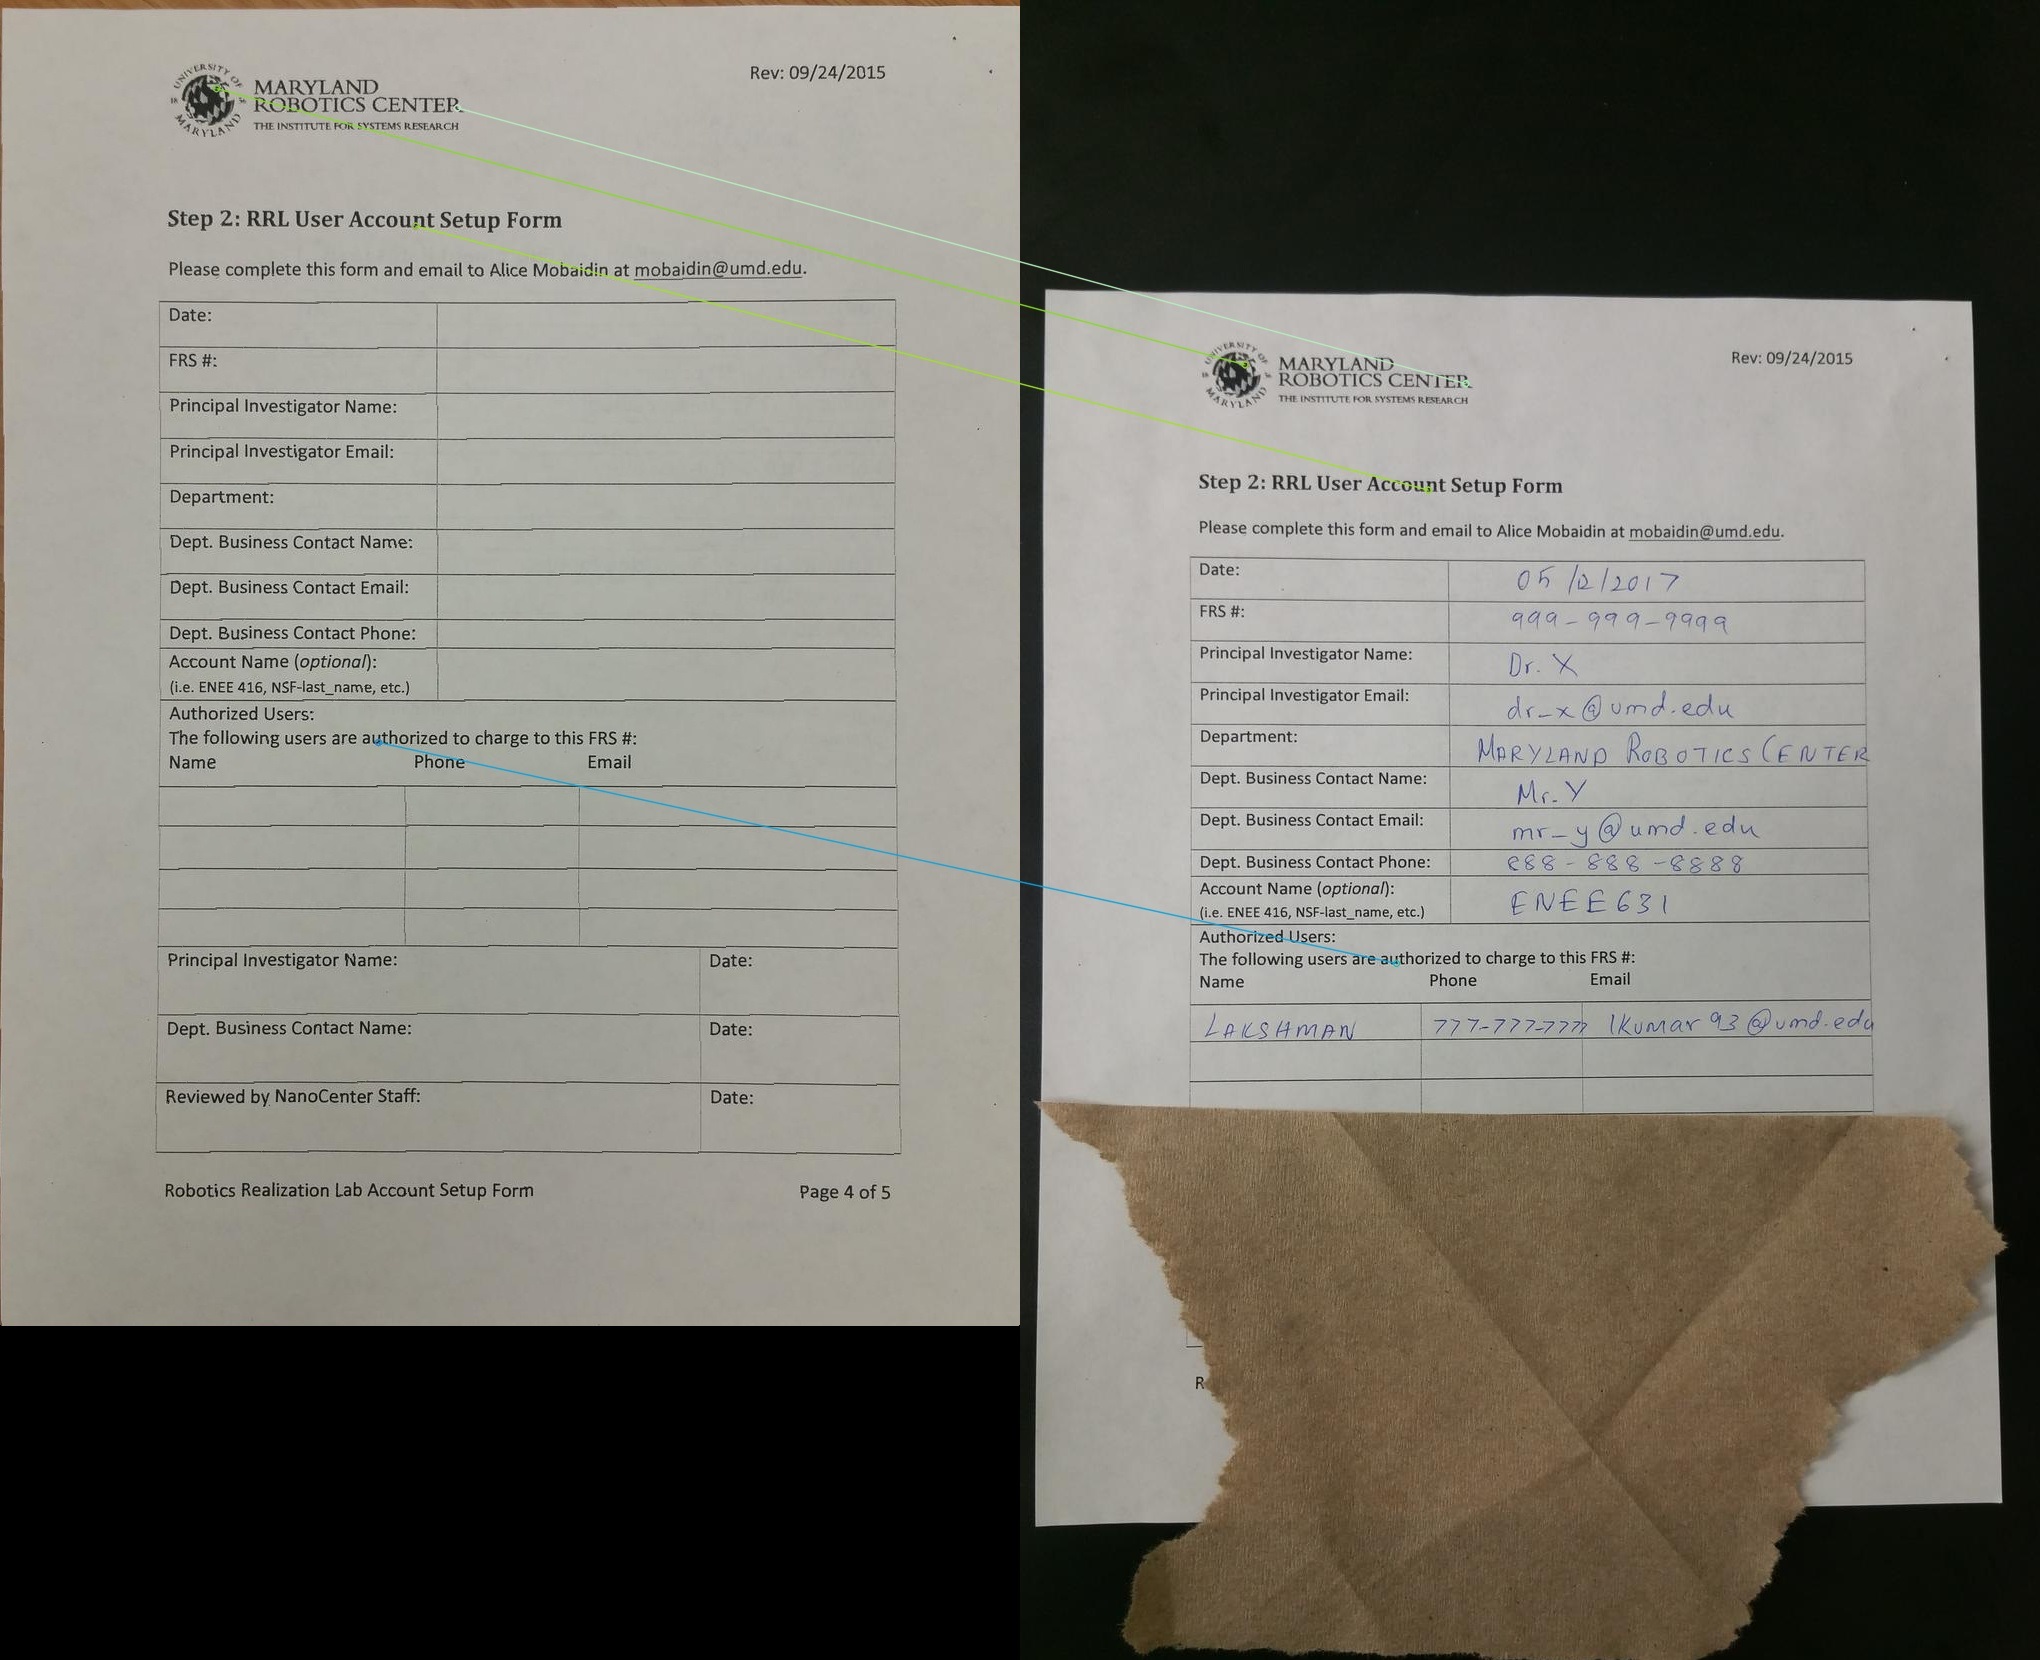 UNIVERSITY OF
MARYLAND
18 56
MARYLAND
ROBOTICS CENTER
THE INSTITUTE FOR SYSTEMS RESEARCH
Rev: 09/24/2015
Step 2: RRL User Account Setup Form
Please complete this form and email to Alice Mobaidin at mobaidin@umd.edu.
Date:
FRS #:
Principal Investigator Name:
Principal Investigator Email:
Department:
Dept. Business Contact Name:
Dept. Business Contact Email:
Dept. Business Contact Phone:
Account Name (optional):
(i.e. ENEE 416, NSF-last_name, etc.)
Authorized Users:
The following users are authorized to charge to this FRS #:
Name Phone Email
Principal Investigator Name: Date:
Dept. Business Contact Name: Date:
Reviewed by NanoCenter Staff: Date:
Robotics Realization Lab Account Setup Form Page 4 of 5
UNIVERSITY OF
MARYLAND
18 56
MARYLAND
ROBOTICS CENTER
THE INSTITUTE FOR SYSTEMS RESEARCH
Rev: 09/24/2015
Step 2: RRL User Account Setup Form
Please complete this form and email to Alice Mobaidin at mobaidin@umd.edu.
Date: 05/12/2017
FRS #: 999-999-9999
Principal Investigator Name: Dr. X
Principal Investigator Email: dr_x@umd.edu
Department: MARYLAND ROBOTICS CENTER
Dept. Business Contact Name: Mr. Y
Dept. Business Contact Email: mr_y@umd.edu
Dept. Business Contact Phone: 888-888-8888
Account Name (optional): ENEE631
(i.e. ENEE 416, NSF-last_name, etc.)
Authorized Users:
The following users are authorized to charge to this FRS #:
Name Phone Email
LAKSHMAN 777-777-7777 lkumar93@umd.edu
R